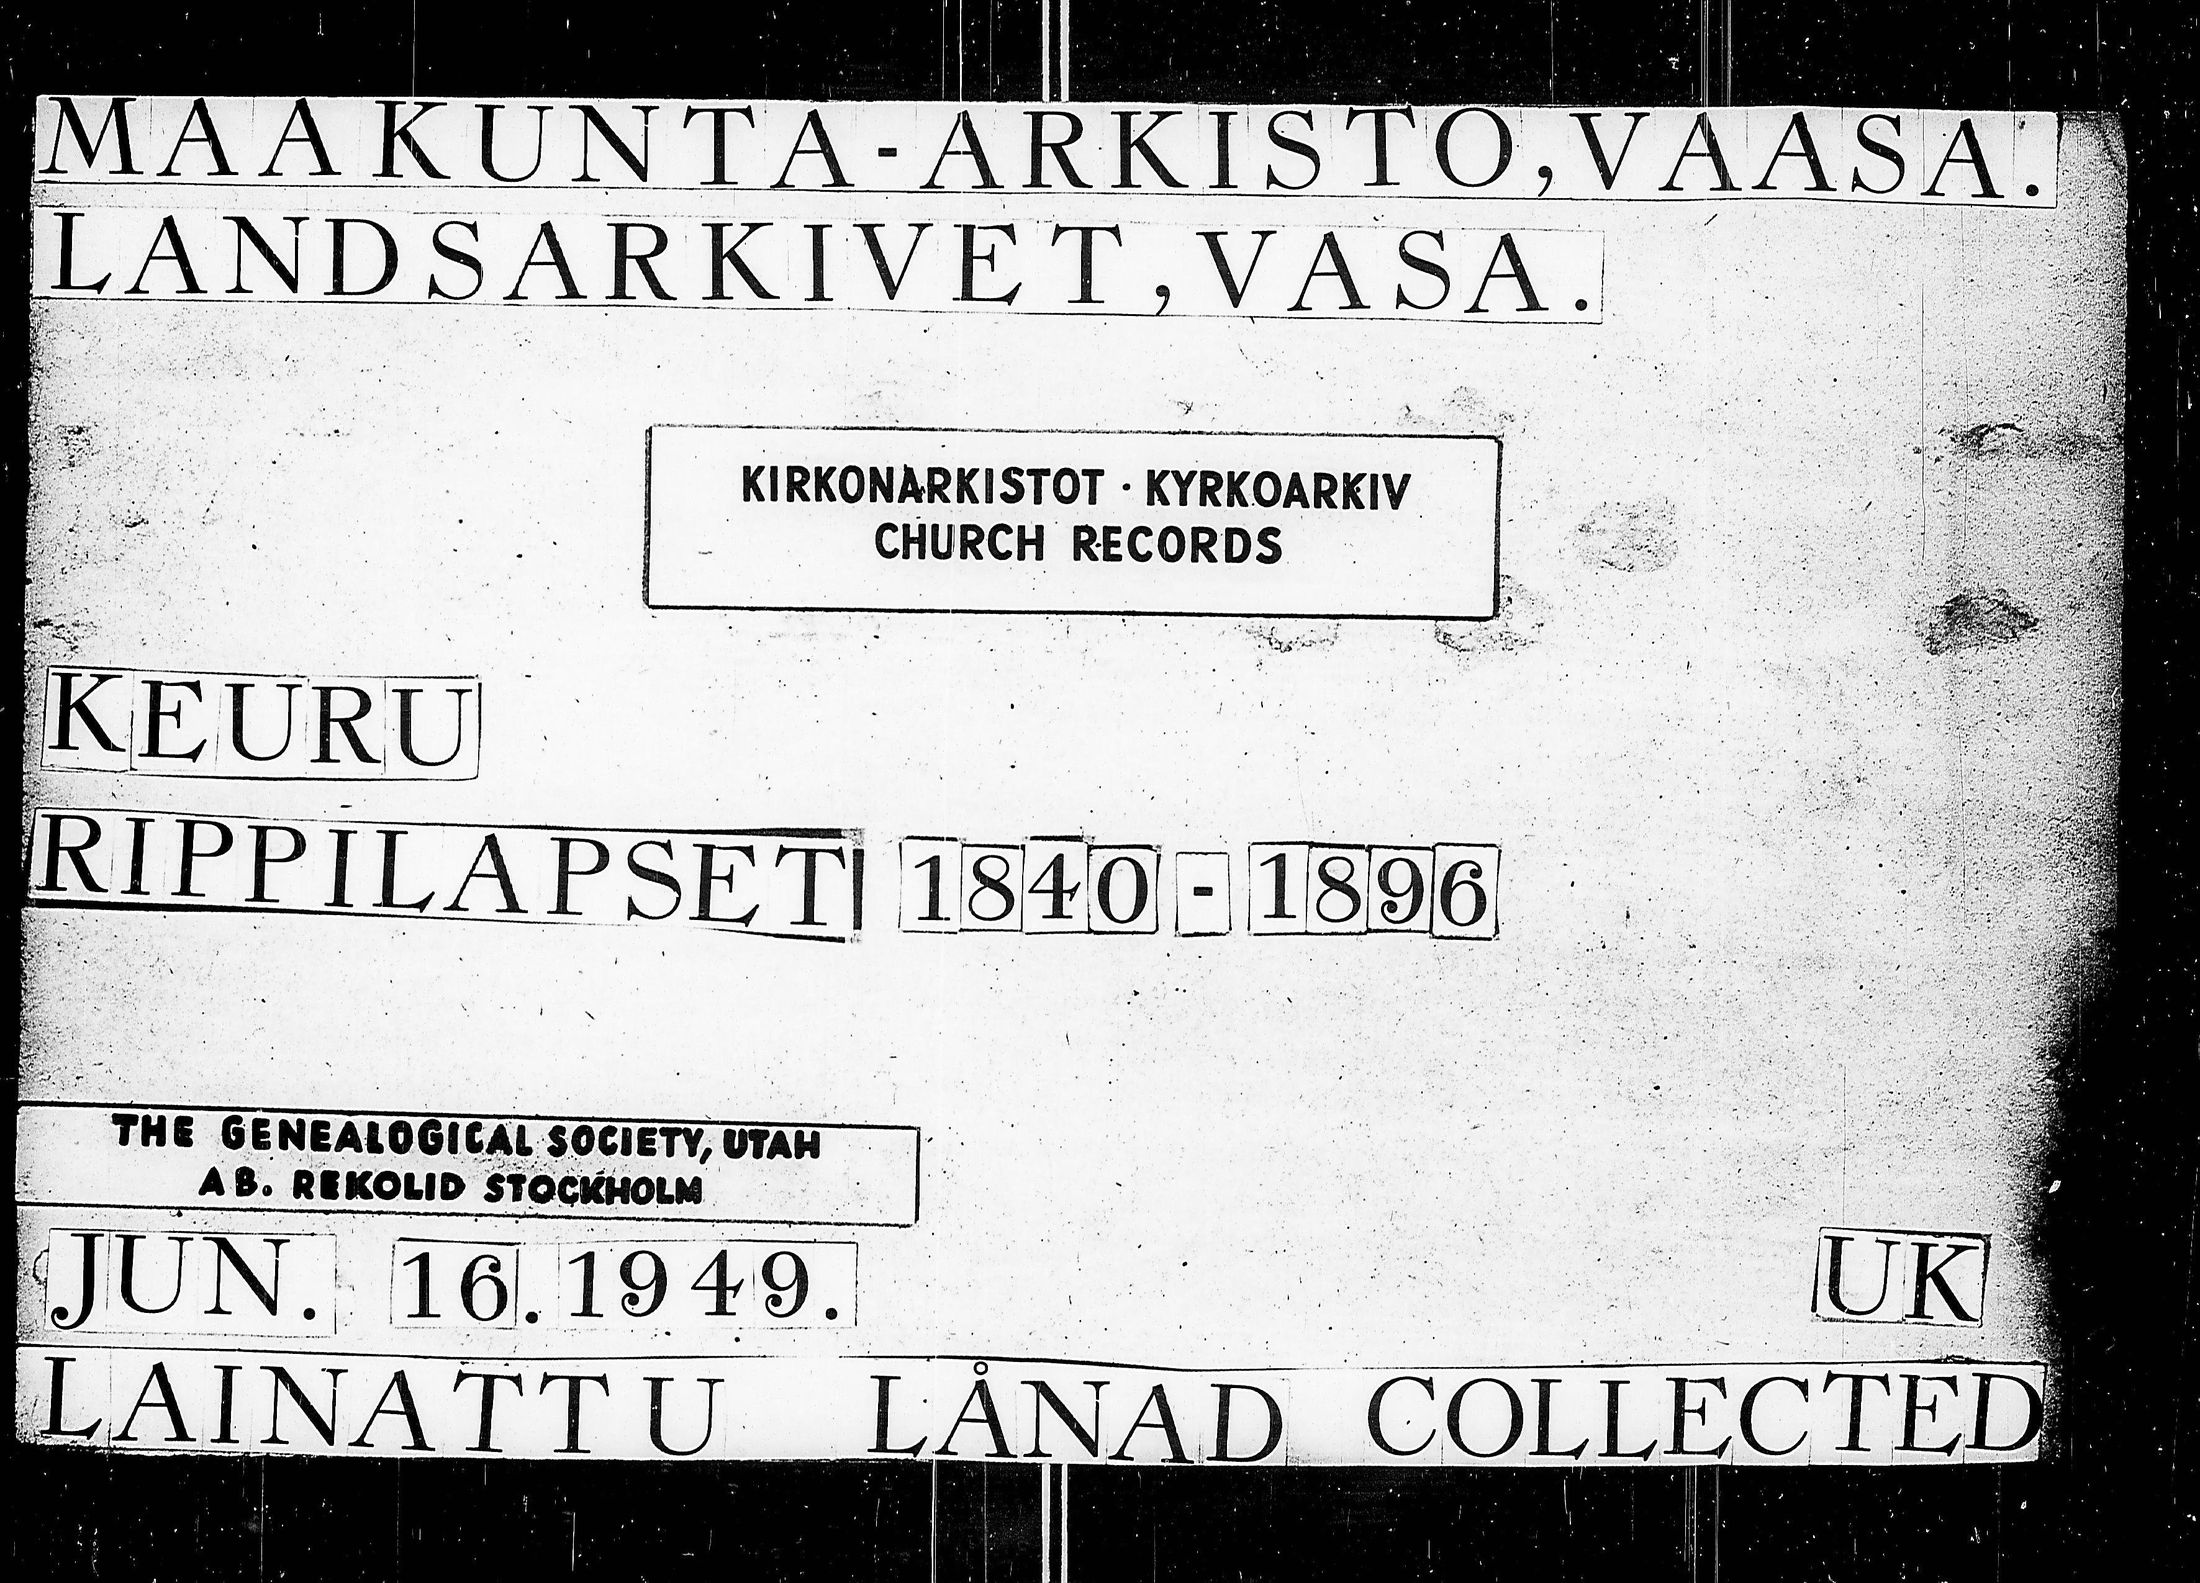 MAAKUNTA-ARKISTO, VAASA.
LANDSARKIVET, VASA.
KIRKONARKISTOT · KYRKOARKIV
CHURCH RECORDS
KEURU
RIPPILAPSET 1840-1896
THE GENEALOGICAL SOCIETY, UTAH
AB. REKOLID STOCKHOLM
JUN. 16. 1949. UK
LAINATTU LÅNAD COLLECTED